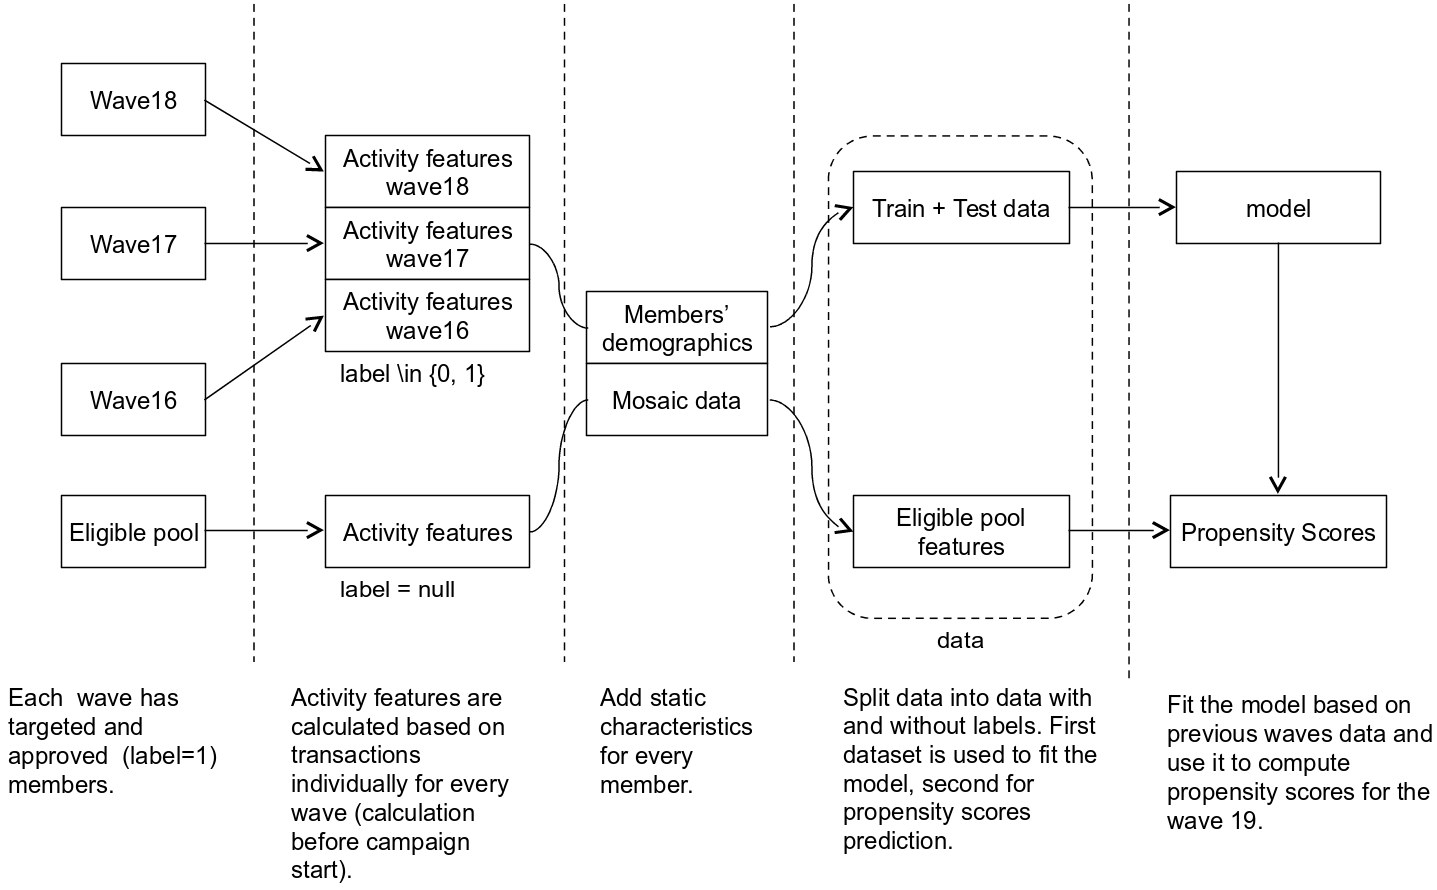 Wave18
Wave17
Wave16
Eligible pool
Activity features
wave18
Activity features
wave17
Activity features
wave16
label \in {0, 1}
Activity features
label = null
Members’
demographics
Mosaic data
Train + Test data
Eligible pool
features
data
model
Propensity Scores
Each  wave has
targeted and
approved  (label=1)
members.
Activity features are
calculated based on
transactions
individually for every
wave (calculation
before campaign
start).
Add static
characteristics
for every
member.
Split data into data with
and without labels. First
dataset is used to fit the
model, second for
propensity scores
prediction.
Fit the model based on
previous waves data and
use it to compute
propensity scores for the
wave 19.